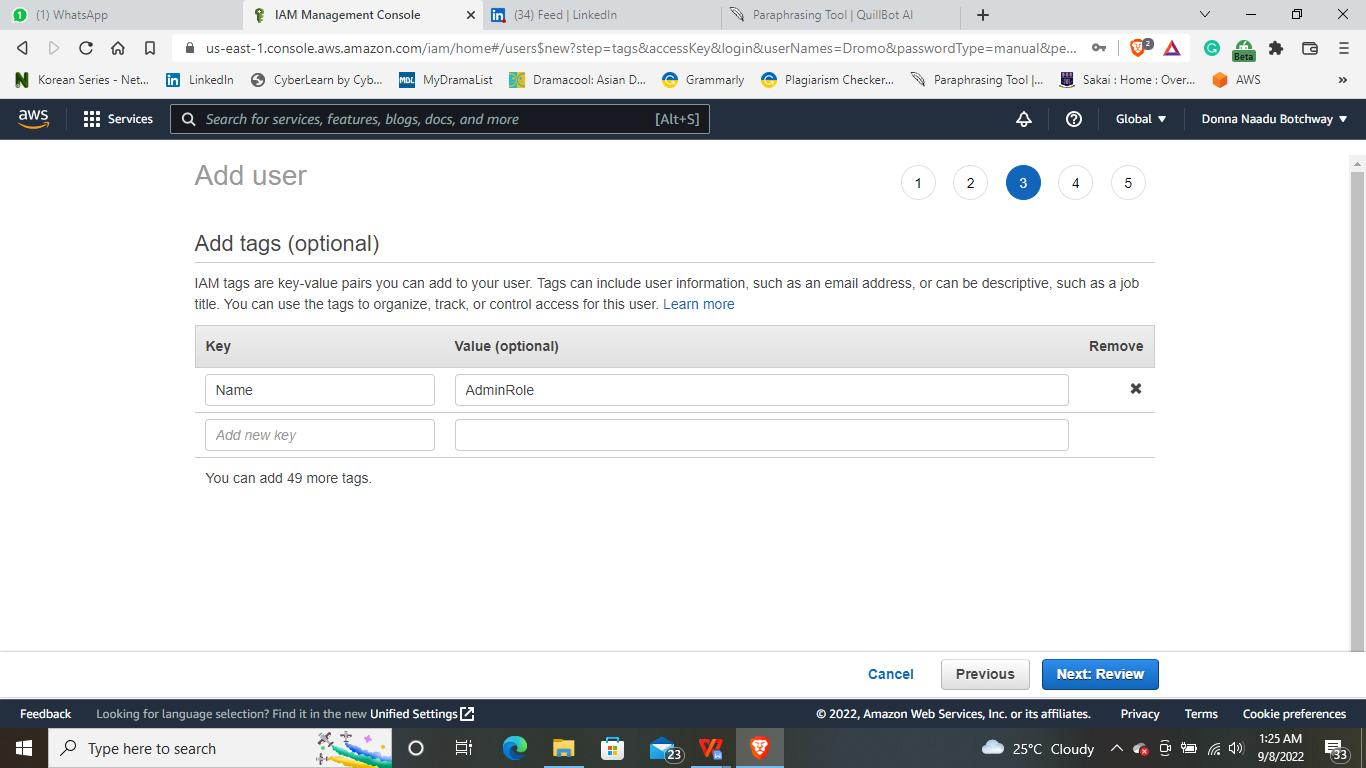 (1) WhatsApp
IAM Management Console
(34) Feed | LinkedIn
Paraphrasing Tool | QuillBot AI
us-east-1.console.aws.amazon.com/iam/home#/users$new?step=tags&accessKey&login&userNames=Dromo&passwordType=manual&pe...
2
Beta
Korean Series - Net...
LinkedIn
CyberLearn by Cyb...
MDL MyDramaList
Dramacool: Asian D...
Grammarly
Plagiarism Checker...
Paraphrasing Tool |...
Sakai : Home : Over...
AWS
aws
Services
Search for services, features, blogs, docs, and more [Alt+S]
Global
Donna Naadu Botchway
Add user
1 2 3 4 5
Add tags (optional)
IAM tags are key-value pairs you can add to your user. Tags can include user information, such as an email address, or can be descriptive, such as a job
title. You can use the tags to organize, track, or control access for this user. Learn more
Key Value (optional) Remove
Name AdminRole
Add new key
You can add 49 more tags.
Cancel Previous Next: Review
Feedback Looking for language selection? Find it in the new Unified Settings
© 2022, Amazon Web Services, Inc. or its affiliates. Privacy Terms Cookie preferences
Type here to search
23
25°C Cloudy
1:25 AM
9/8/2022
33